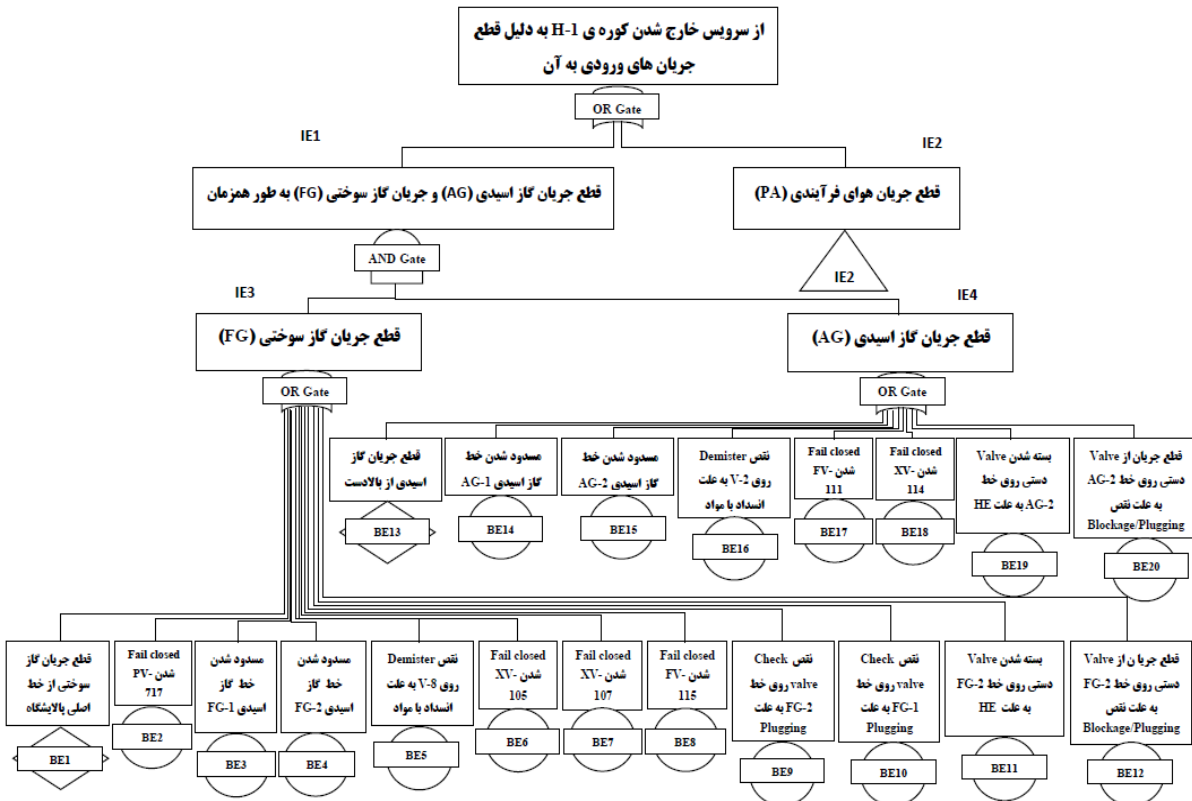 از سرویس خارج شدن کوره ی H-1 به دلیل قطع
جریان های ورودی به آن
OR Gate
IE1
IE2
قطع جریان گاز اسیدی (AG) و جریان گاز سوختی (FG) به طور همزمان
قطع جریان هوای فرآیندی (PA)
AND Gate
IE2
IE3
IE4
قطع جریان گاز سوختی (FG)
قطع جریان گاز اسیدی (AG)
OR Gate
OR Gate
قطع جریان گاز
اسیدی از بالادست
BE13
مسدود شدن خط
گاز اسیدی AG-1
BE14
مسدود شدن خط
گاز اسیدی AG-2
BE15
نقص Demister
روی V-2 به علت
انسداد با مواد
BE16
Fail closed
شدن FV-
111
BE17
Fail closed
شدن XV-
114
BE18
بسته شدن Valve
دستی روی خط
AG-2 به علت HE
BE19
قطع جریان از Valve
دستی روی خط AG-2
به علت نقص
Blockage/Plugging
BE20
قطع جریان گاز
سوختی از خط
اصلی پالایشگاه
BE1
Fail closed
شدن PV-
717
BE2
مسدود شدن
خط گاز
اسیدی FG-1
BE3
مسدود شدن
خط گاز
اسیدی FG-2
BE4
نقص Demister
روی V-8 به علت
انسداد با مواد
BE5
Fail closed
شدن XV-
105
BE6
Fail closed
شدن XV-
107
BE7
Fail closed
شدن FV-
115
BE8
نقص Check
valve روی خط
FG-2 به علت
Plugging
BE9
نقص Check
valve روی خط
FG-1 به علت
Plugging
BE10
بسته شدن Valve
دستی روی خط FG-2
به علت HE
BE11
قطع جریان از Valve
دستی روی خط FG-2
به علت نقص
Blockage/Plugging
BE12